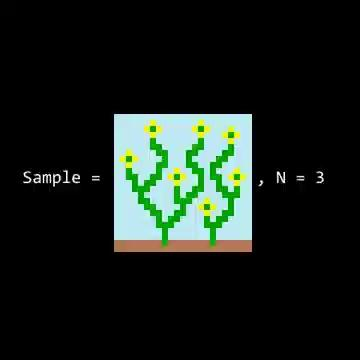 Sample = , N = 3